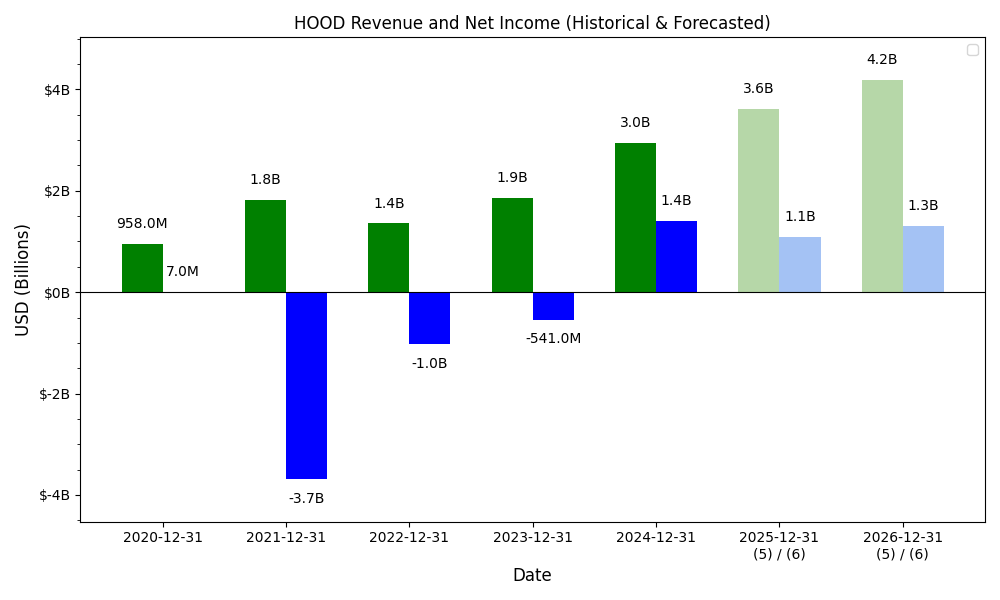 HOOD Revenue and Net Income (Historical & Forecasted)
USD (Billions)
$4B
$2B
$0B
$-2B
$-4B
958.0M
7.0M
1.8B
-3.7B
1.4B
-1.0B
1.9B
-541.0M
3.0B
1.4B
3.6B
1.1B
4.2B
1.3B
2020-12-31
2021-12-31
2022-12-31
2023-12-31
2024-12-31
2025-12-31
(5) / (6)
2026-12-31
(5) / (6)
Date